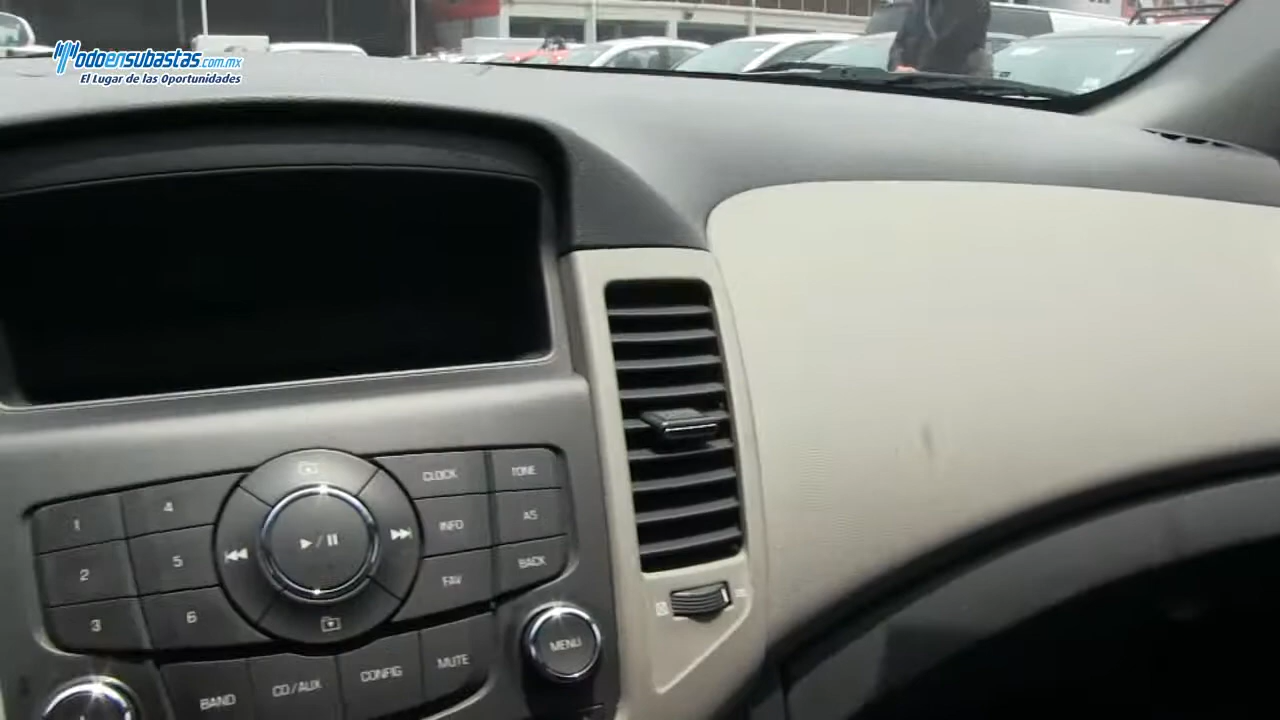 Todoensubastas.com.mx
El Lugar de las Oportunidades
1 4 CLOCK TONE
2 5 INFO AS
3 6 FAV BACK
BAND CD/AUX CONFIG MUTE MENU